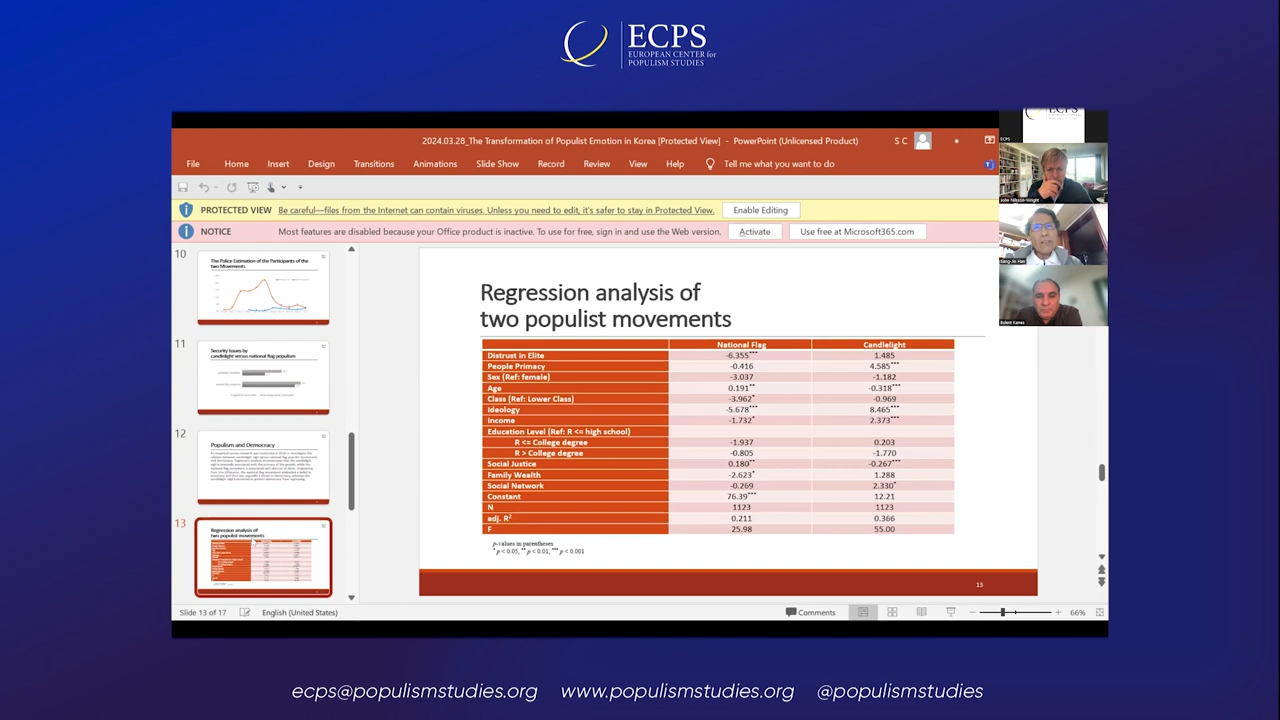 ECPS
EUROPEAN CENTER for
POPULISM STUDIES
2024.03.28_The Transformation of Populist Emotion in Korea [Protected View] - PowerPoint (Unlicensed Product)
S C
File Home Insert Design Transitions Animations Slide Show Record Review View Help Tell me what you want to do
PROTECTED VIEW Be careful—files from the Internet can contain viruses. Unless you need to edit, it's safer to stay in Protected View. Enable Editing
NOTICE Most features are disabled because your Office product is inactive. To use for free, sign in and use the Web version. Activate Use free at Microsoft365.com
10
The Police Estimation of the Participants of the
two Movements
11
Security Issues by
candlelight versus national flag populism
12
Populism and Democracy
13
Regression analysis of
two populist movements
Regression analysis of
two populist movements
National Flag Candlelight
Distrust in Elite -6.355*** 1.485
People Primacy -0.416 4.585***
Sex (Ref: female) -3.037 -1.182
Age 0.191** -0.318***
Class (Ref: Lower Class) -3.962* -0.969
Ideology -5.678*** 8.465***
Income -1.732* 2.373***
Education Level (Ref: R <= high school)
R <= College degree -1.937 0.203
R > College degree -0.805 -1.770
Social Justice 0.180** -0.267***
Family Wealth -2.623* 1.288
Social Network -0.269 2.330*
Constant 76.39*** 12.21
N 1123 1123
adj. R² 0.211 0.366
F 25.98 55.00
p-values in parentheses
* p < 0.05, ** p < 0.01, *** p < 0.001
13
ECPS
ECPS
John Nilsson-Wright
Sang-Jin Han
Bulent Kenes
Slide 13 of 17 English (United States) Comments 66%
ecps@populismstudies.org www.populismstudies.org @populismstudies